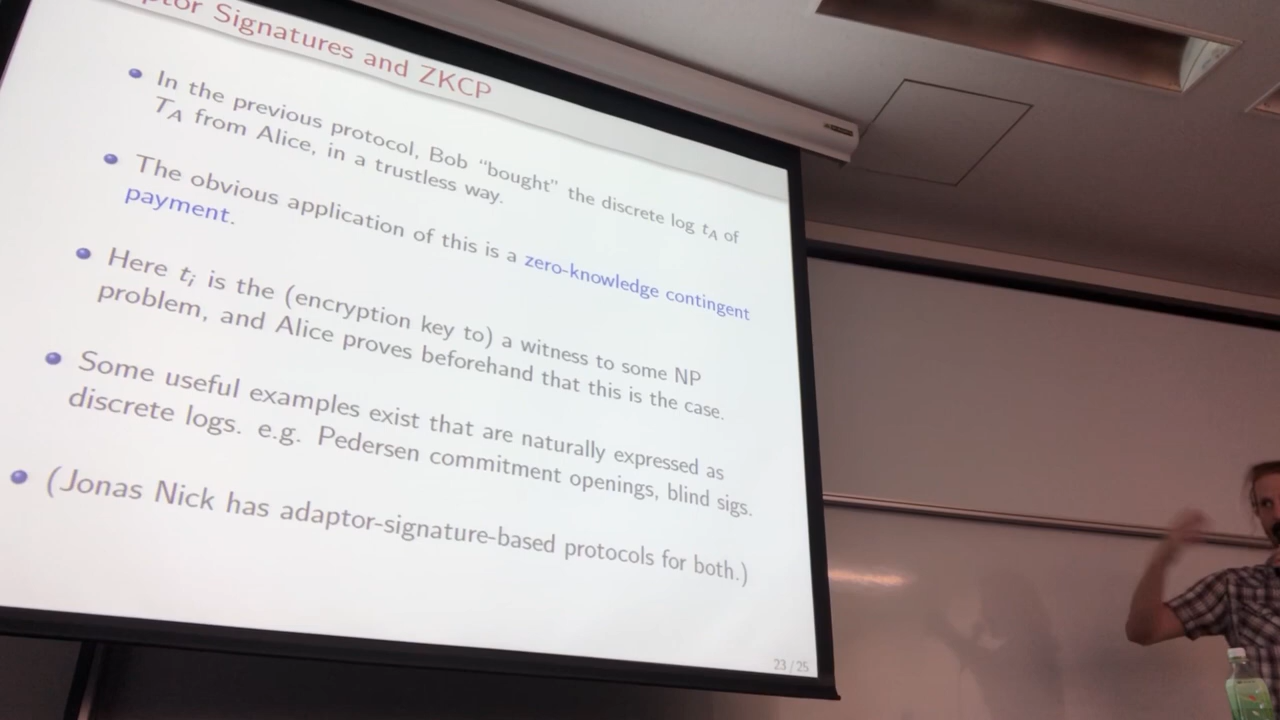 ptor Signatures and ZKCP
In the previous protocol, Bob “bought” the discrete log tA of
TA from Alice, in a trustless way.
The obvious application of this is a zero-knowledge contingent
payment.
Here ti is the (encryption key to) a witness to some NP
problem, and Alice proves beforehand that this is the case.
Some useful examples exist that are naturally expressed as
discrete logs. e.g. Pedersen commitment openings, blind sigs.
(Jonas Nick has adaptor-signature-based protocols for both.)
23 / 25